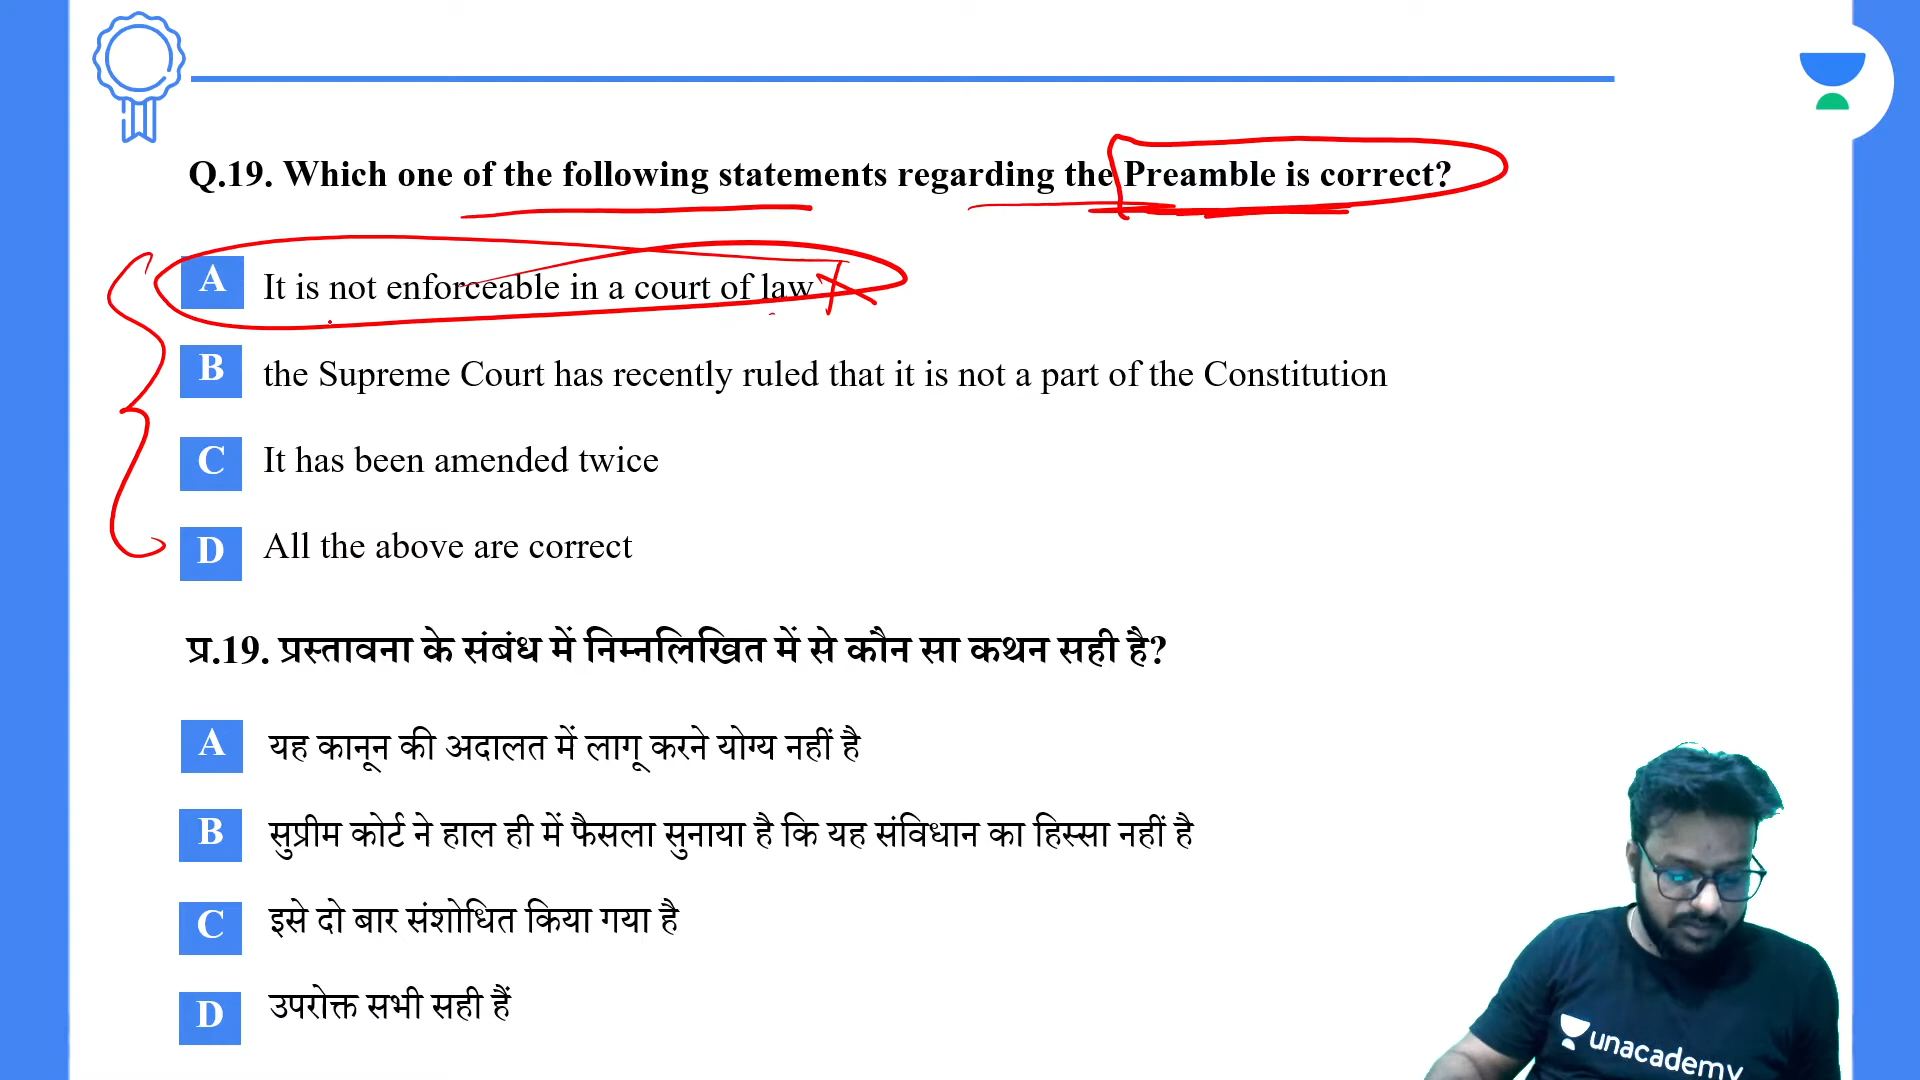 Q.19. Which one of the following statements regarding the Preamble is correct?
A It is not enforceable in a court of law
B the Supreme Court has recently ruled that it is not a part of the Constitution
C It has been amended twice
D All the above are correct
प्र.19. प्रस्तावना के संबंध में निम्नलिखित में से कौन सा कथन सही है?
A यह कानून की अदालत में लागू करने योग्य नहीं है
B सुप्रीम कोर्ट ने हाल ही में फैसला सुनाया है कि यह संविधान का हिस्सा नहीं है
C इसे दो बार संशोधित किया गया है
D उपरोक्त सभी सही हैं
unacademy